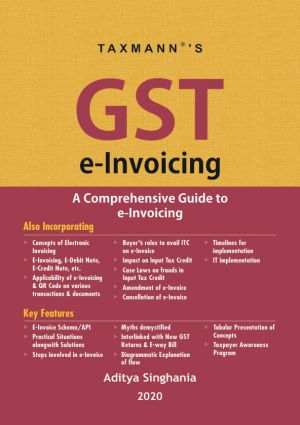 TAXMANN®'S
GST
e-Invoicing
A Comprehensive Guide to
e-Invoicing
Also Incorporating
Concepts of Electronic
Invoicing
E-Invoicing, E-Debit Note,
E-Credit Note, etc.
Applicability of e-Invoicing
& QR Code on various
transactions & documents
Buyer's roles to avail ITC
on e-Invoice
Impact on Input Tax Credit
Case Laws on frauds in
Input Tax Credit
Amendment of e-Invoice
Cancellation of e-Invoice
Timelines for
implementation
IT implementation
Key Features
E-Invoice Schema/API
Practical Situations
alongwith Solutions
Steps involved in e-Invoice
Myths demystified
Interlinked with New GST
Returns & E-way Bill
Diagrammatic Explanation
of flow
Tabular Presentation of
Concepts
Taxpayer Awareness
Program
Aditya Singhania
2020